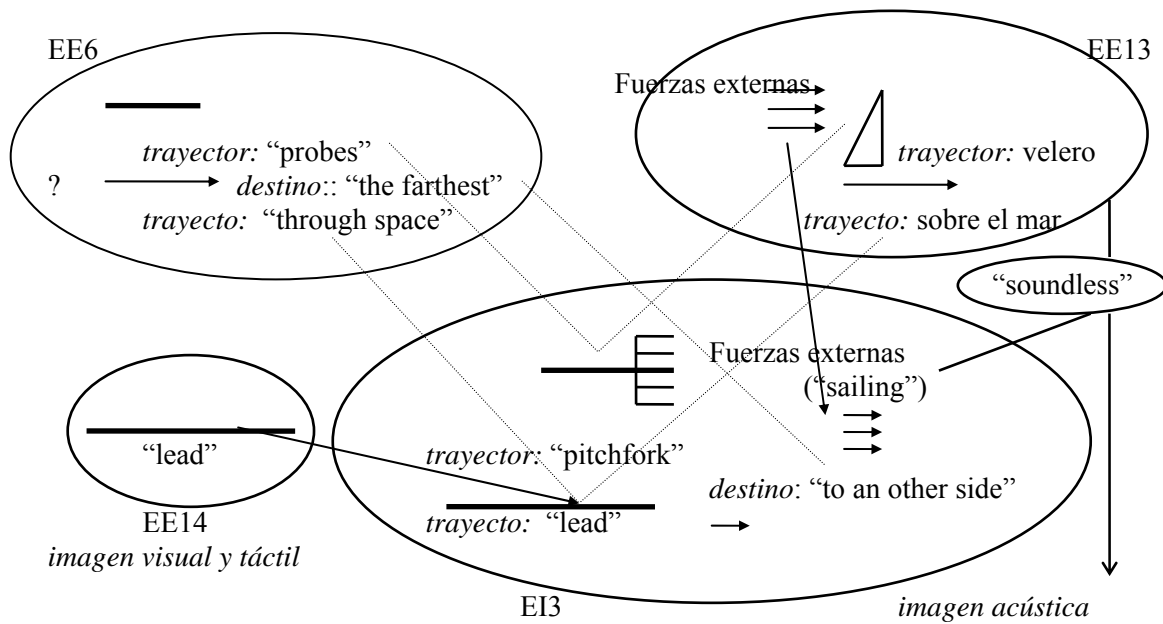 EE6
trayector: “probes”
? destino:: “the farthest”
trayecto: “through space”
EE13
Fuerzas externas
trayector: velero
trayecto: sobre el mar
“soundless”
“lead”
EE14
imagen visual y táctil
Fuerzas externas
(“sailing”)
trayector: “pitchfork”
destino: “to an other side”
trayecto: “lead”
EI3
imagen acústica